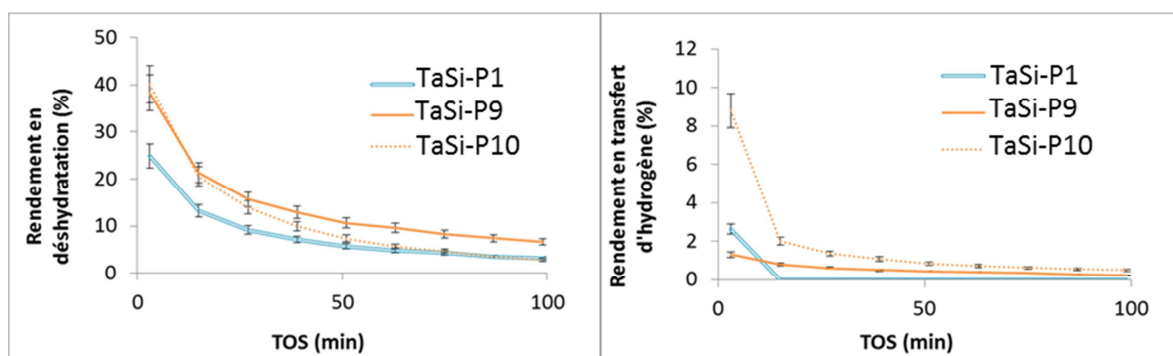 Rendement en
déshydratation (%)
50
40
30
20
10
0
TaSi-P1
TaSi-P9
TaSi-P10
0
50
100
TOS (min)
Rendement en transfert
d'hydrogène (%)
12
10
8
6
4
2
0
TaSi-P1
TaSi-P9
TaSi-P10
0
50
100
TOS (min)